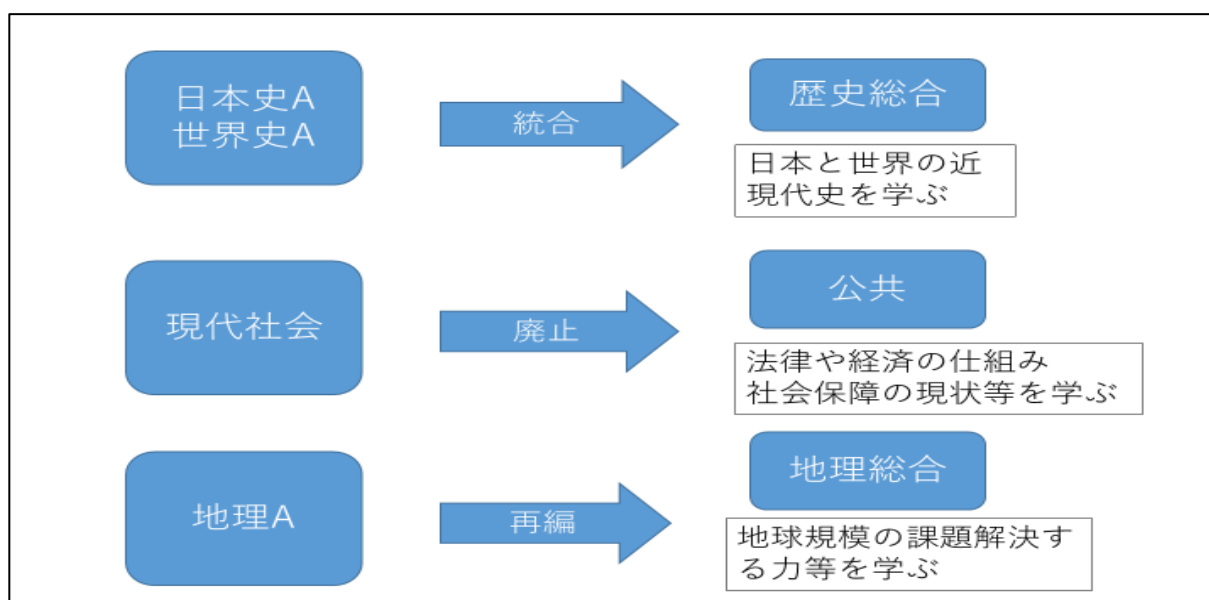 日本史A
世界史A
統合
歴史総合
日本と世界の近
現代史を学ぶ
現代社会
廃止
公共
法律や経済の仕組み
社会保障の現状等を学ぶ
地理A
再編
地理総合
地球規模の課題解決す
る力等を学ぶ